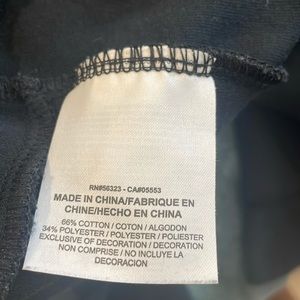 RN#56323 - CA#05553
MADE IN CHINA/FABRIQUE EN
CHINE/HECHO EN CHINA
66% COTTON / COTON / ALGODON
34% POLYESTER / POLYESTER / POLIESTER
EXCLUSIVE OF DECORATION / DECORATION
NON COMPRISE / NO INCLUYE LA
DECORACION